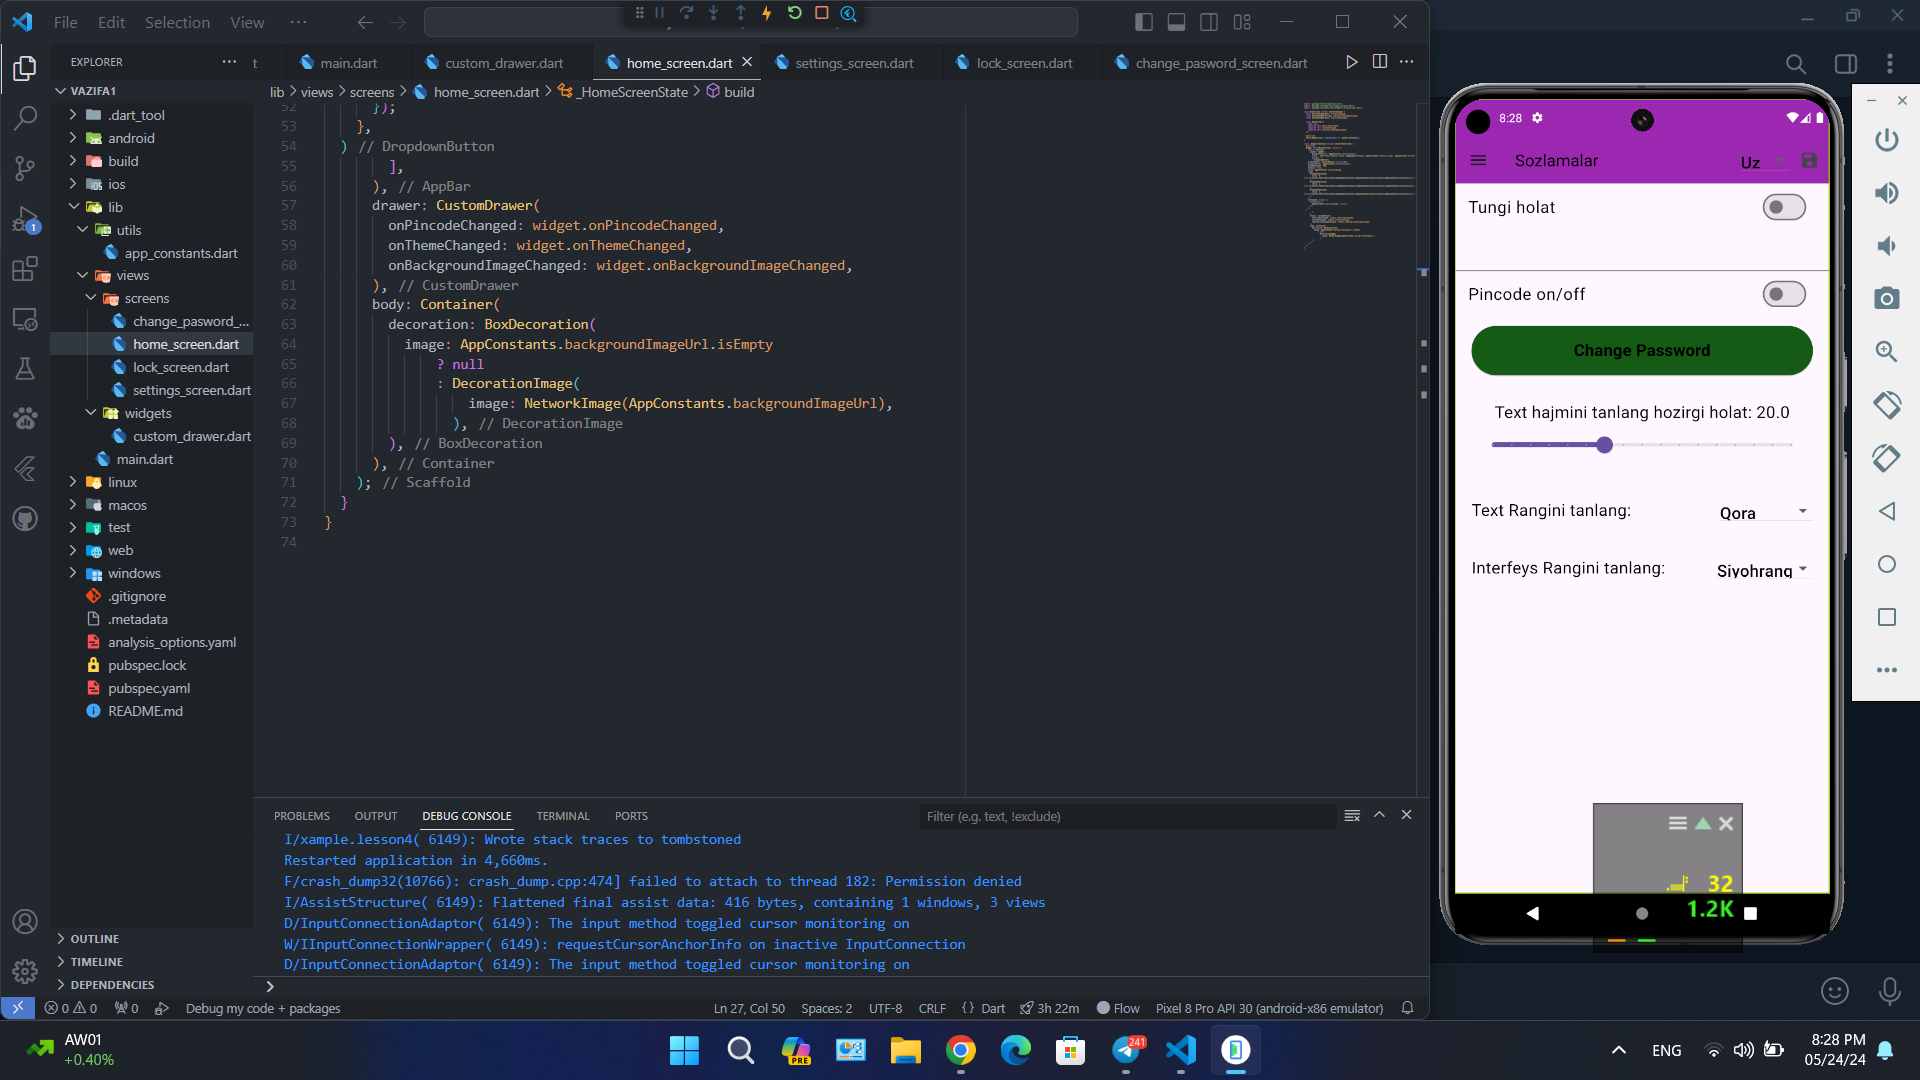 File Edit Selection View ···
EXPLORER ···
t main.dart custom_drawer.dart home_screen.dart settings_screen.dart lock_screen.dart change_pasword_screen.dart
lib > views > screens > home_screen.dart > _HomeScreenState > build
VAZIFA1
.dart_tool
android
build
ios
lib
utils
app_constants.dart
views
screens
change_pasword_...
home_screen.dart
lock_screen.dart
settings_screen.dart
widgets
custom_drawer.dart
main.dart
linux
macos
test
web
windows
.gitignore
.metadata
analysis_options.yaml
pubspec.lock
pubspec.yaml
README.md
OUTLINE
TIMELINE
DEPENDENCIES
1
52 });
53 },
54 ) // DropdownButton
55 ],
56 ), // AppBar
57 drawer: CustomDrawer(
58 onPincodeChanged: widget.onPincodeChanged,
59 onThemeChanged: widget.onThemeChanged,
60 onBackgroundImageChanged: widget.onBackgroundImageChanged,
61 ), // CustomDrawer
62 body: Container(
63 decoration: BoxDecoration(
64 image: AppConstants.backgroundImageUrl.isEmpty
65 ? null
66 : DecorationImage(
67 image: NetworkImage(AppConstants.backgroundImageUrl),
68 ), // DecorationImage
69 ), // BoxDecoration
70 ), // Container
71 ); // Scaffold
72 }
73 }
74
PROBLEMS OUTPUT DEBUG CONSOLE TERMINAL PORTS
Filter (e.g. text, !exclude)
I/xample.lesson4( 6149): Wrote stack traces to tombstoned
Restarted application in 4,660ms.
F/crash_dump32(10766): crash_dump.cpp:474] failed to attach to thread 182: Permission denied
I/AssistStructure( 6149): Flattened final assist data: 416 bytes, containing 1 windows, 3 views
D/InputConnectionAdaptor( 6149): The input method toggled cursor monitoring on
W/IInputConnectionWrapper( 6149): requestCursorAnchorInfo on inactive InputConnection
D/InputConnectionAdaptor( 6149): The input method toggled cursor monitoring on
0 0 0 Debug my code + packages
Ln 27, Col 50 Spaces: 2 UTF-8 CRLF {} Dart 3h 22m Flow Pixel 8 Pro API 30 (android-x86 emulator)
8:28
Sozlamalar Uz
Tungi holat
Pincode on/off
Change Password
Text hajmini tanlang hozirgi holat: 20.0
Text Rangini tanlang: Qora
Interfeys Rangini tanlang: Siyohrang
32
1.2K
AW01
+0.40%
PRE
241
ENG
8:28 PM
05/24/24